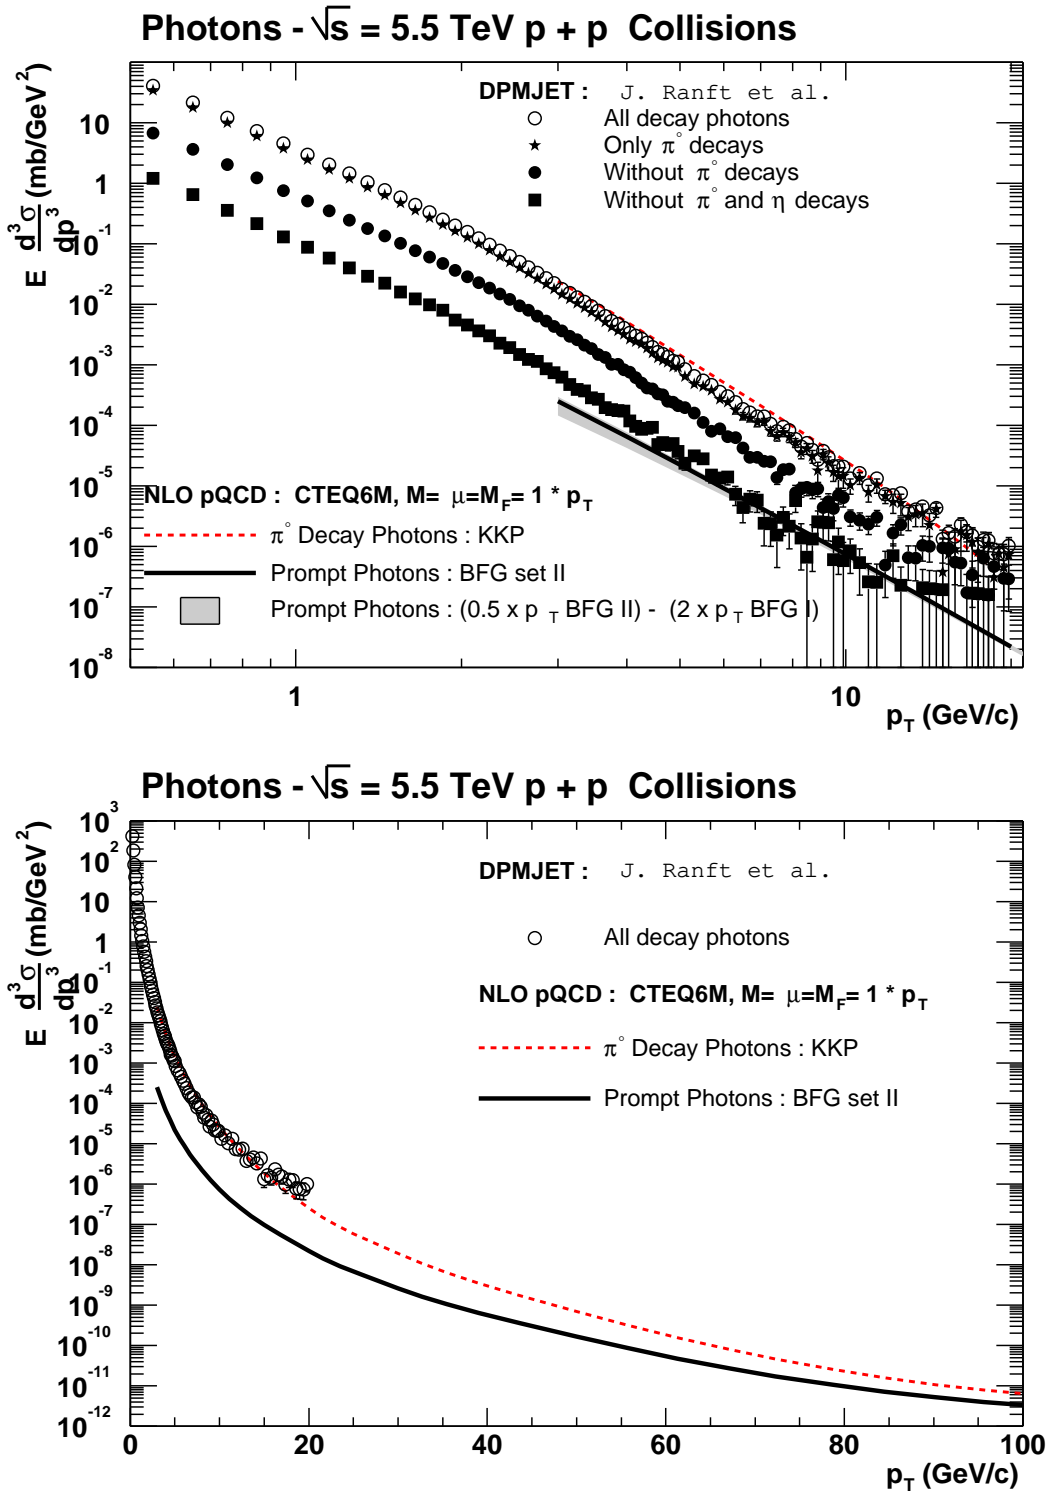 Photons - √s = 5.5 TeV p + p Collisions
E d³σ/dp³ (mb/GeV²)
DPMJET : J. Ranft et al.
All decay photons
Only π° decays
Without π° decays
Without π° and η decays
10
1
10⁻¹
10⁻²
10⁻³
10⁻⁴
10⁻⁵
10⁻⁶
10⁻⁷
10⁻⁸
NLO pQCD : CTEQ6M, M= μ=M_F= 1 * p_T
π° Decay Photons : KKP
Prompt Photons : BFG set II
Prompt Photons : (0.5 x p_T BFG II) - (2 x p_T BFG I)
1 10
p_T (GeV/c)
Photons - √s = 5.5 TeV p + p Collisions
E d³σ/dp³ (mb/GeV²)
10³
10²
10
1
10⁻¹
10⁻²
10⁻³
10⁻⁴
10⁻⁵
10⁻⁶
10⁻⁷
10⁻⁸
10⁻⁹
10⁻¹⁰
10⁻¹¹
10⁻¹²
DPMJET : J. Ranft et al.
All decay photons
NLO pQCD : CTEQ6M, M= μ=M_F= 1 * p_T
π° Decay Photons : KKP
Prompt Photons : BFG set II
0 20 40 60 80 100
p_T (GeV/c)